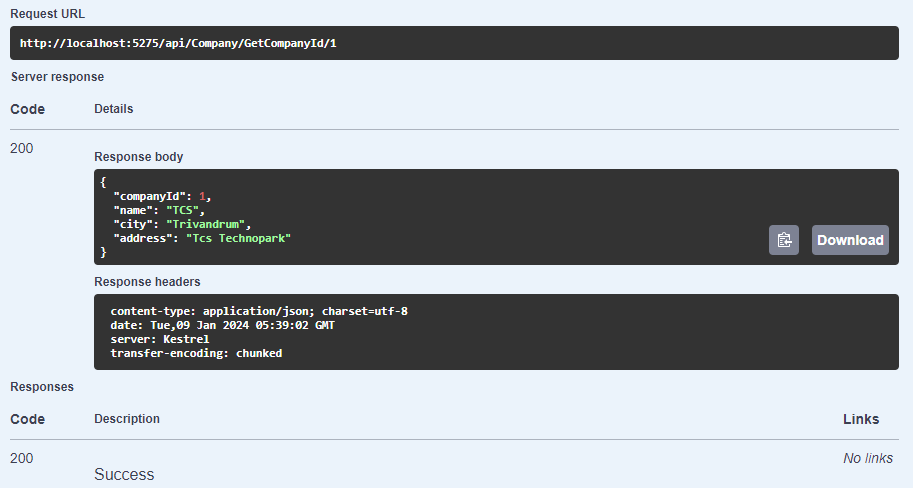 Request URL
http://localhost:5275/api/Company/GetCompanyId/1
Server response
Code Details
200
Response body
{
  "companyId": 1,
  "name": "TCS",
  "city": "Trivandrum",
  "address": "Tcs Technopark"
}
Download
Response headers
content-type: application/json; charset=utf-8
date: Tue,09 Jan 2024 05:39:02 GMT
server: Kestrel
transfer-encoding: chunked
Responses
Code Description Links
200 No links
Success